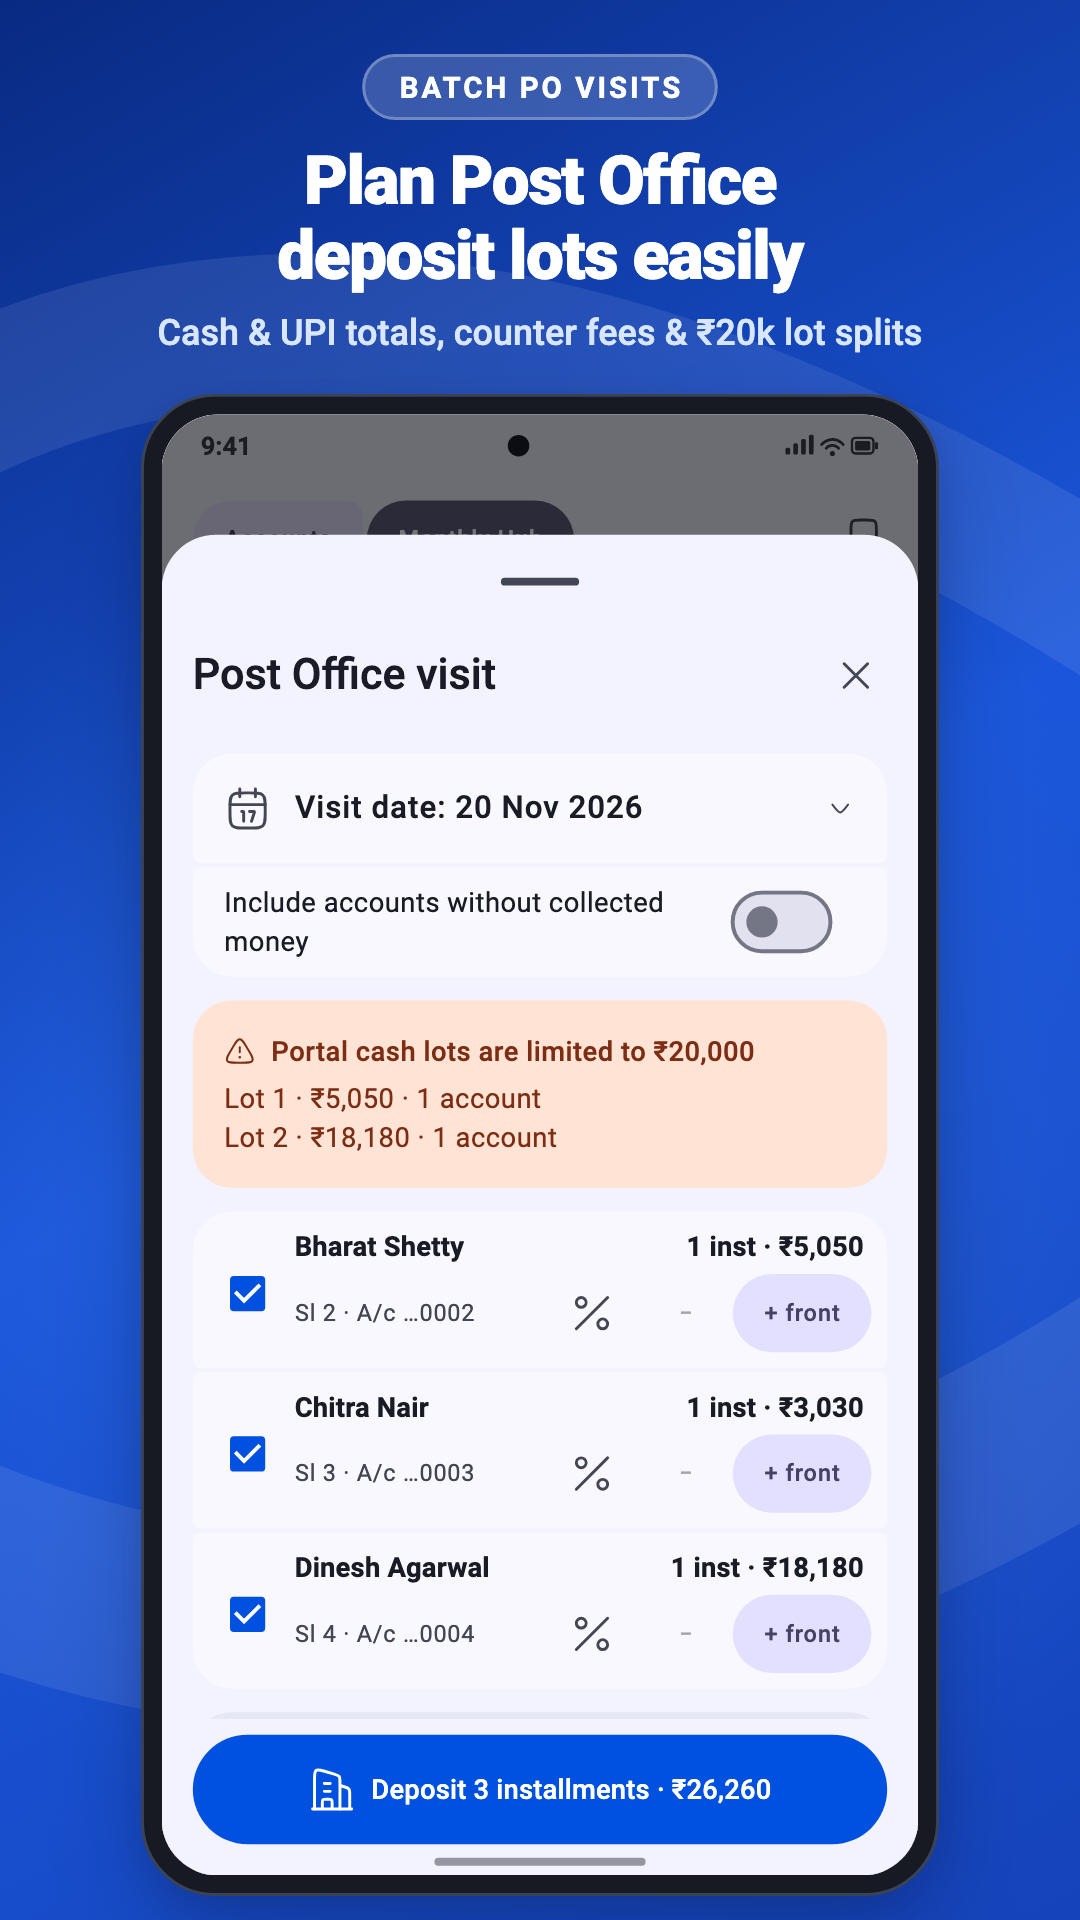 BATCH PO VISITS
Plan Post Office
deposit lots easily
Cash & UPI totals, counter fees & ₹20k lot splits
9:41
Accounts
Monthly Hub
Post Office visit
17
Visit date: 20 Nov 2026
Include accounts without collected
money
Portal cash lots are limited to ₹20,000
Lot 1 · ₹5,050 · 1 account
Lot 2 · ₹18,180 · 1 account
Bharat Shetty
1 inst · ₹5,050
Sl 2 · A/c …0002
–
+ front
Chitra Nair
1 inst · ₹3,030
Sl 3 · A/c …0003
–
+ front
Dinesh Agarwal
1 inst · ₹18,180
Sl 4 · A/c …0004
–
+ front
Deposit 3 installments · ₹26,260